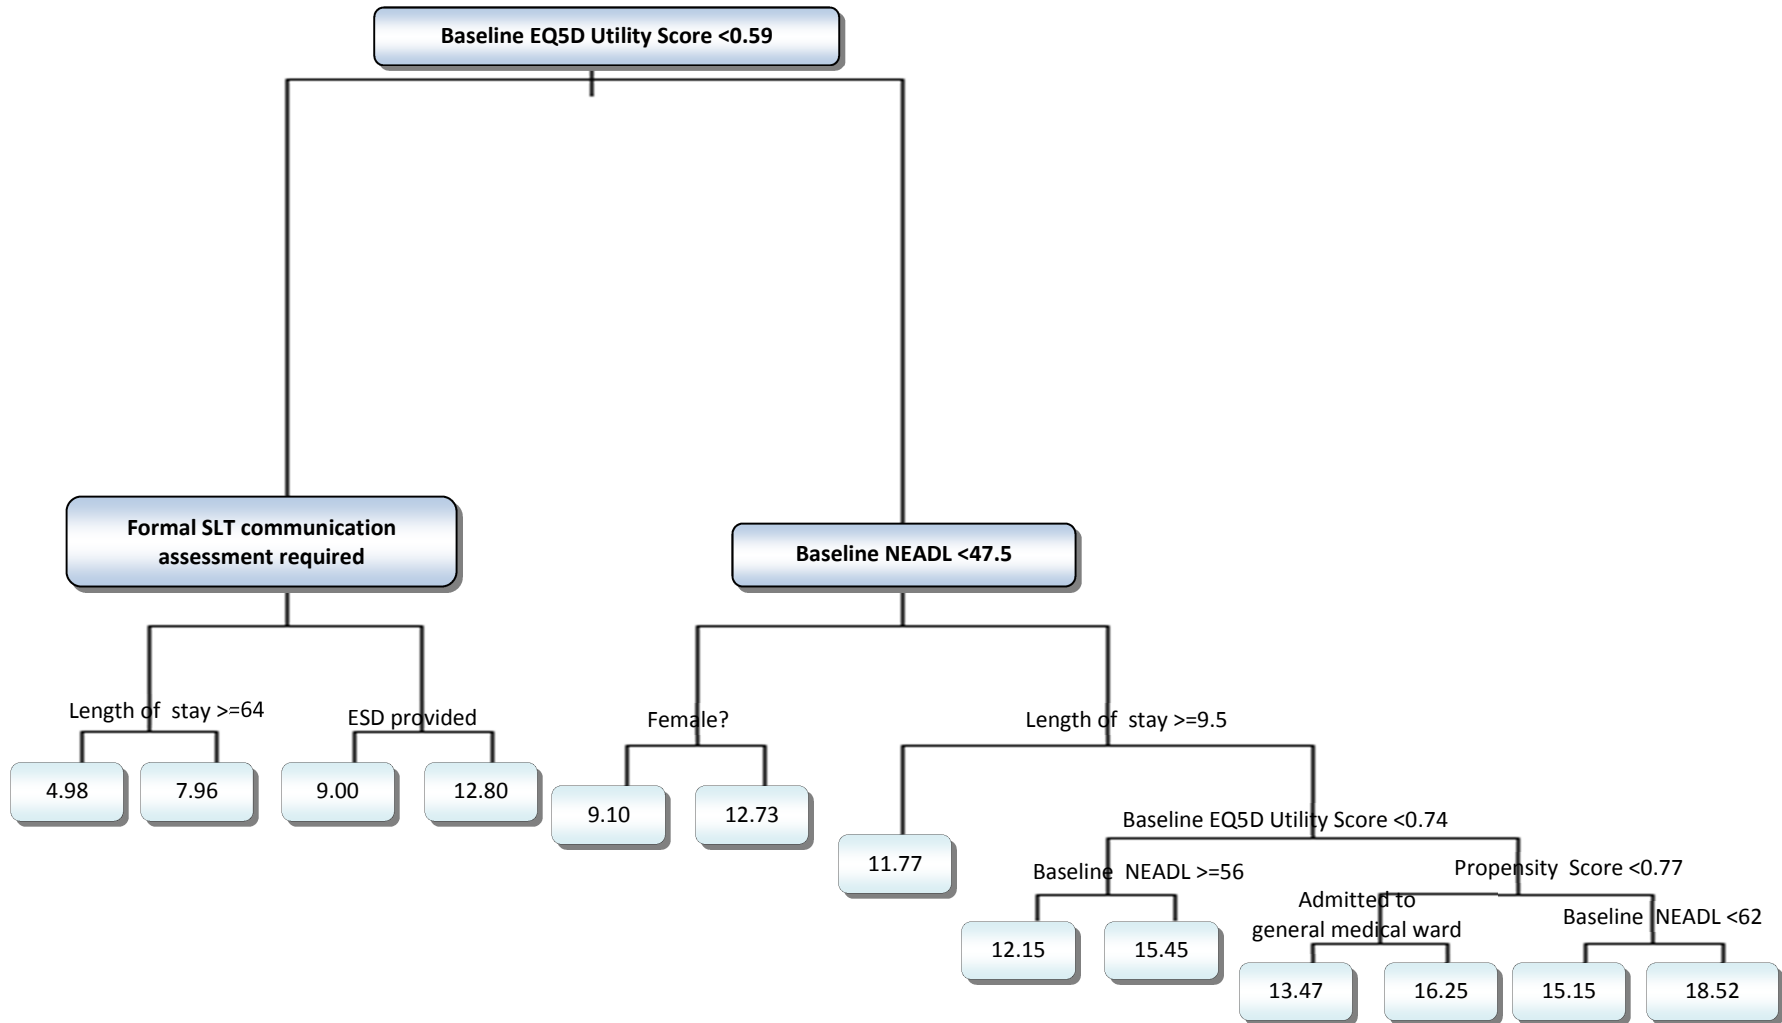 Baseline EQ5D Utility Score <0.59
Formal SLT communication
assessment required
Baseline NEADL <47.5
Length of stay >=64
ESD provided
Female?
Length of stay >=9.5
4.98
7.96
9.00
12.80
9.10
12.73
11.77
Baseline EQ5D Utility Score <0.74
Baseline NEADL >=56
Propensity Score <0.77
Admitted to
general medical ward
Baseline NEADL <62
12.15
15.45
13.47
16.25
15.15
18.52